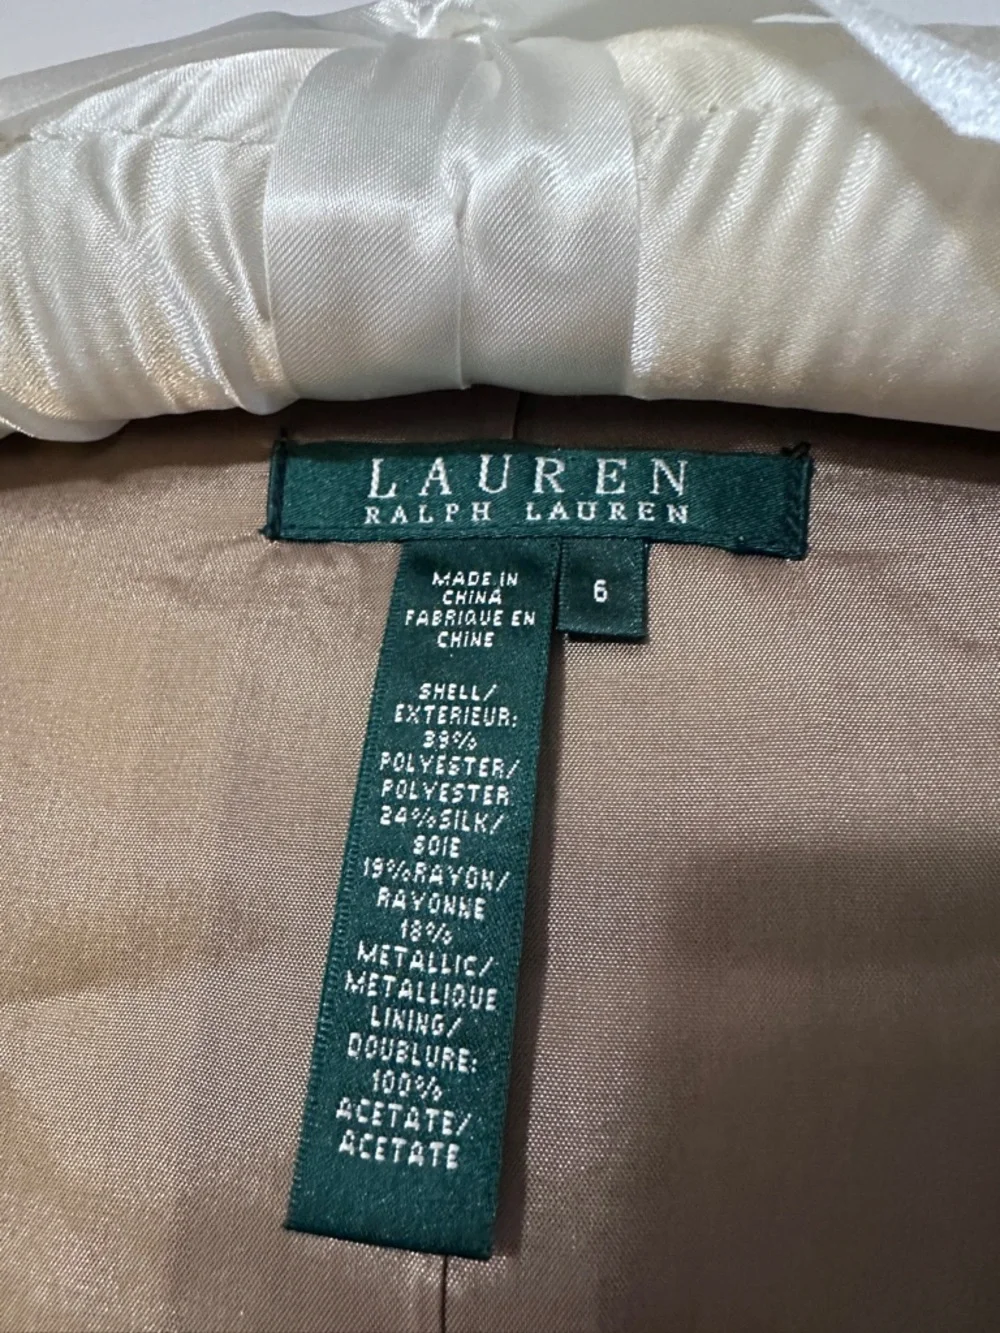 LAUREN
RALPH LAUREN
MADE IN
CHINA
FABRIQUE EN
CHINE
6
SHELL/
EXTERIEUR:
39%
POLYESTER/
POLYESTER
24%SILK/
SOIE
19%RAYON/
RAYONNE
18%
METALLIC/
METALLIQUE
LINING/
DOUBLURE:
100%
ACETATE/
ACETATE